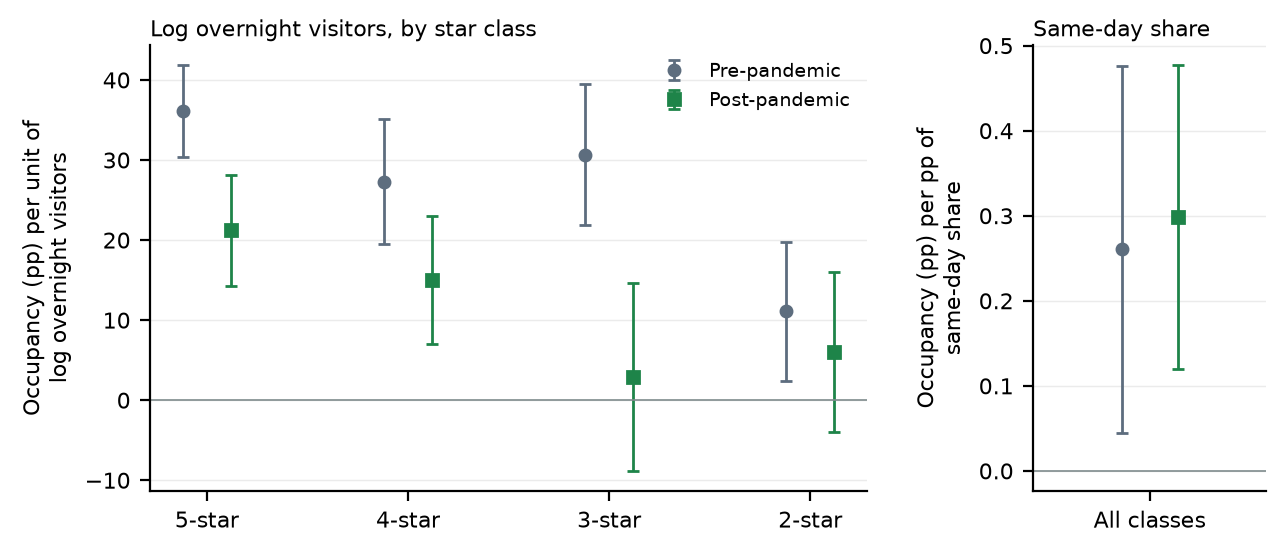 Log overnight visitors, by star class
Occupancy (pp) per unit of
log overnight visitors
40
30
20
10
0
−10
Pre-pandemic
Post-pandemic
5-star
4-star
3-star
2-star
Same-day share
Occupancy (pp) per pp of
same-day share
0.5
0.4
0.3
0.2
0.1
0.0
All classes